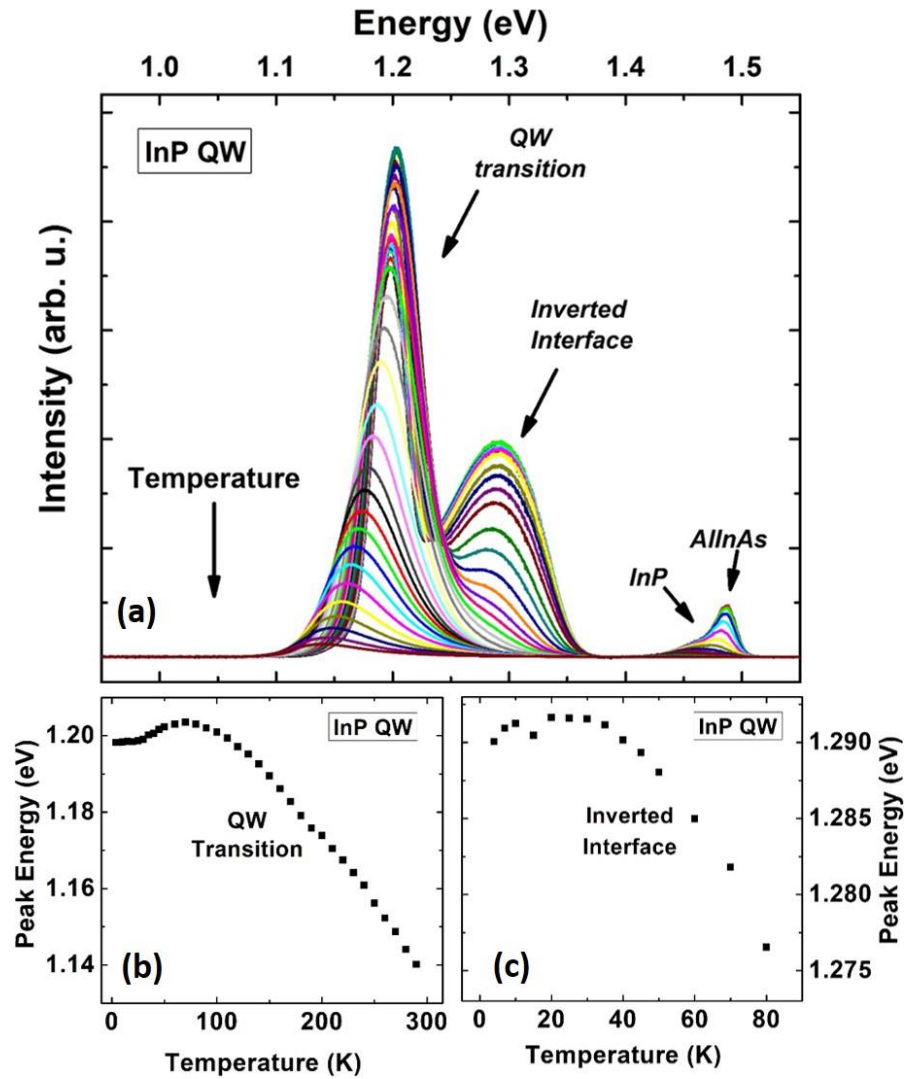 (a)
Energy (eV)
1.0 1.1 1.2 1.3 1.4 1.5
Intensity (arb. u.)
InP QW
QW
transition
Inverted
Interface
Temperature
InP
AlInAs
(b)
Peak Energy (eV)
1.20
1.18
1.16
1.14
InP QW
QW
Transition
0 100 200 300
Temperature (K)
(c)
InP QW
Inverted
Interface
1.290
1.285
1.280
1.275
Peak Energy (eV)
0 20 40 60 80
Temperature (K)